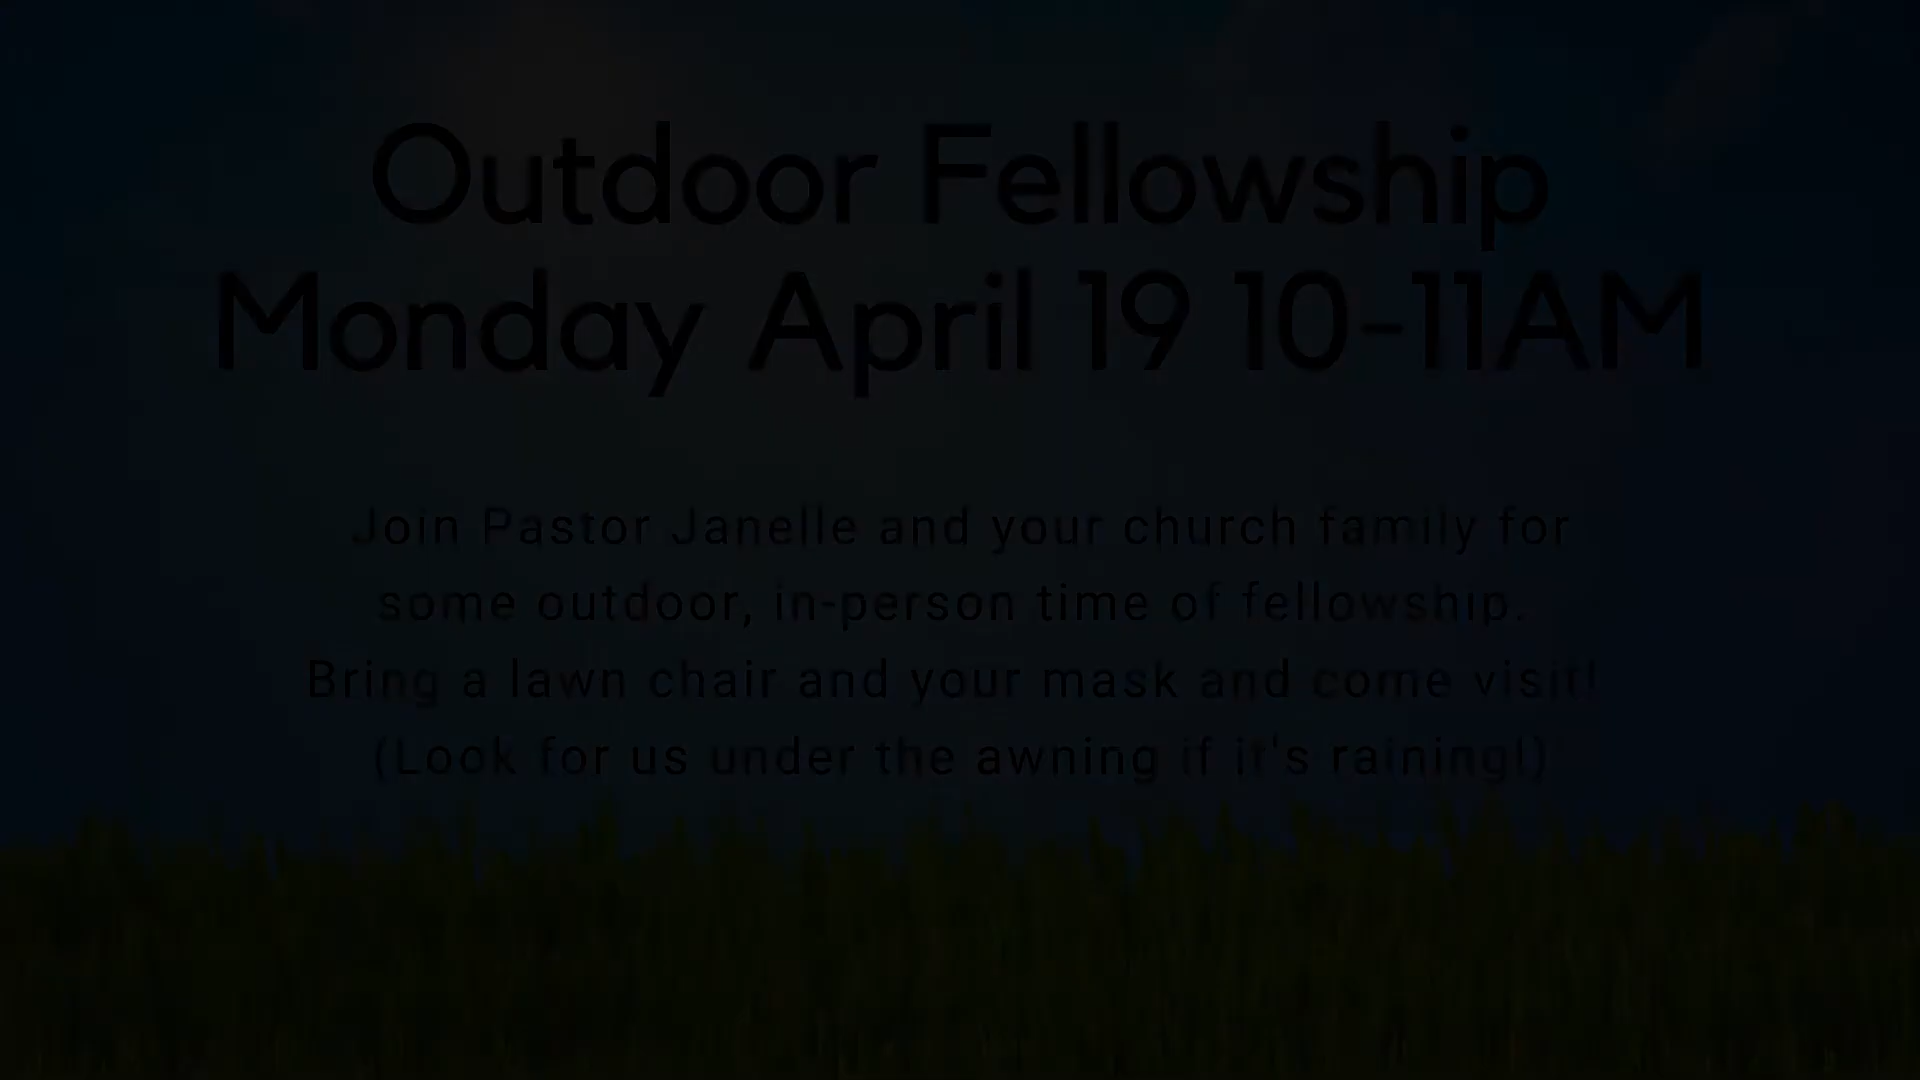 Outdoor Fellowship
Monday April 19 10-11AM
Join Pastor Janelle and your church family for
some outdoor, in-person time of fellowship.
Bring a lawn chair and your mask and come visit!
(Look for us under the awning if it's raining!)